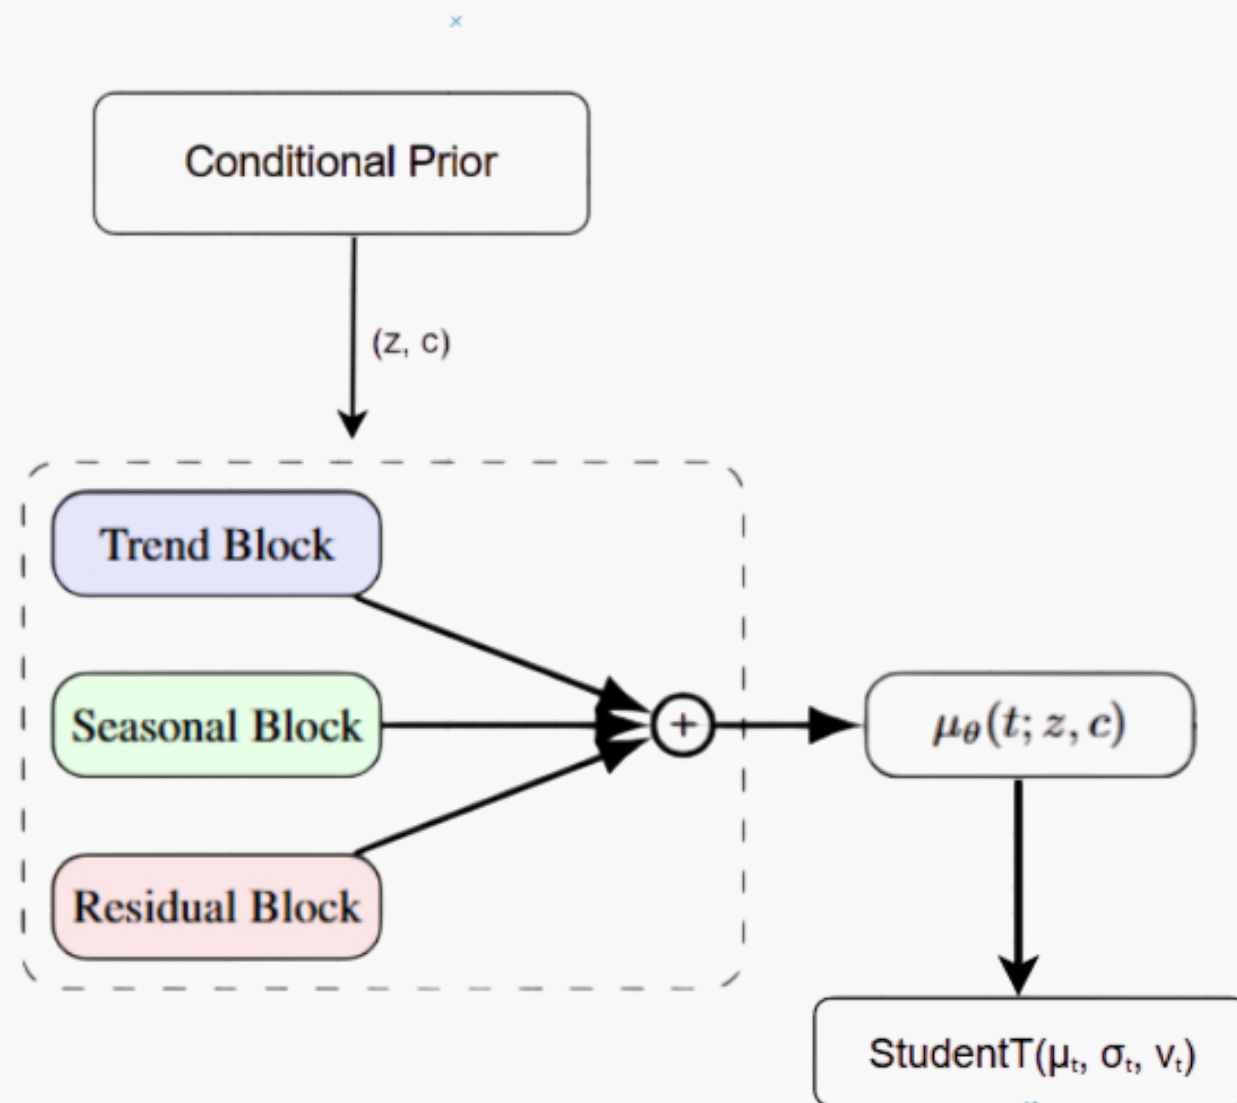 Conditional Prior
(z, c)
Trend Block
Seasonal Block
+
μθ(t; z, c)
Residual Block
StudentT(μₜ, σₜ, νₜ)